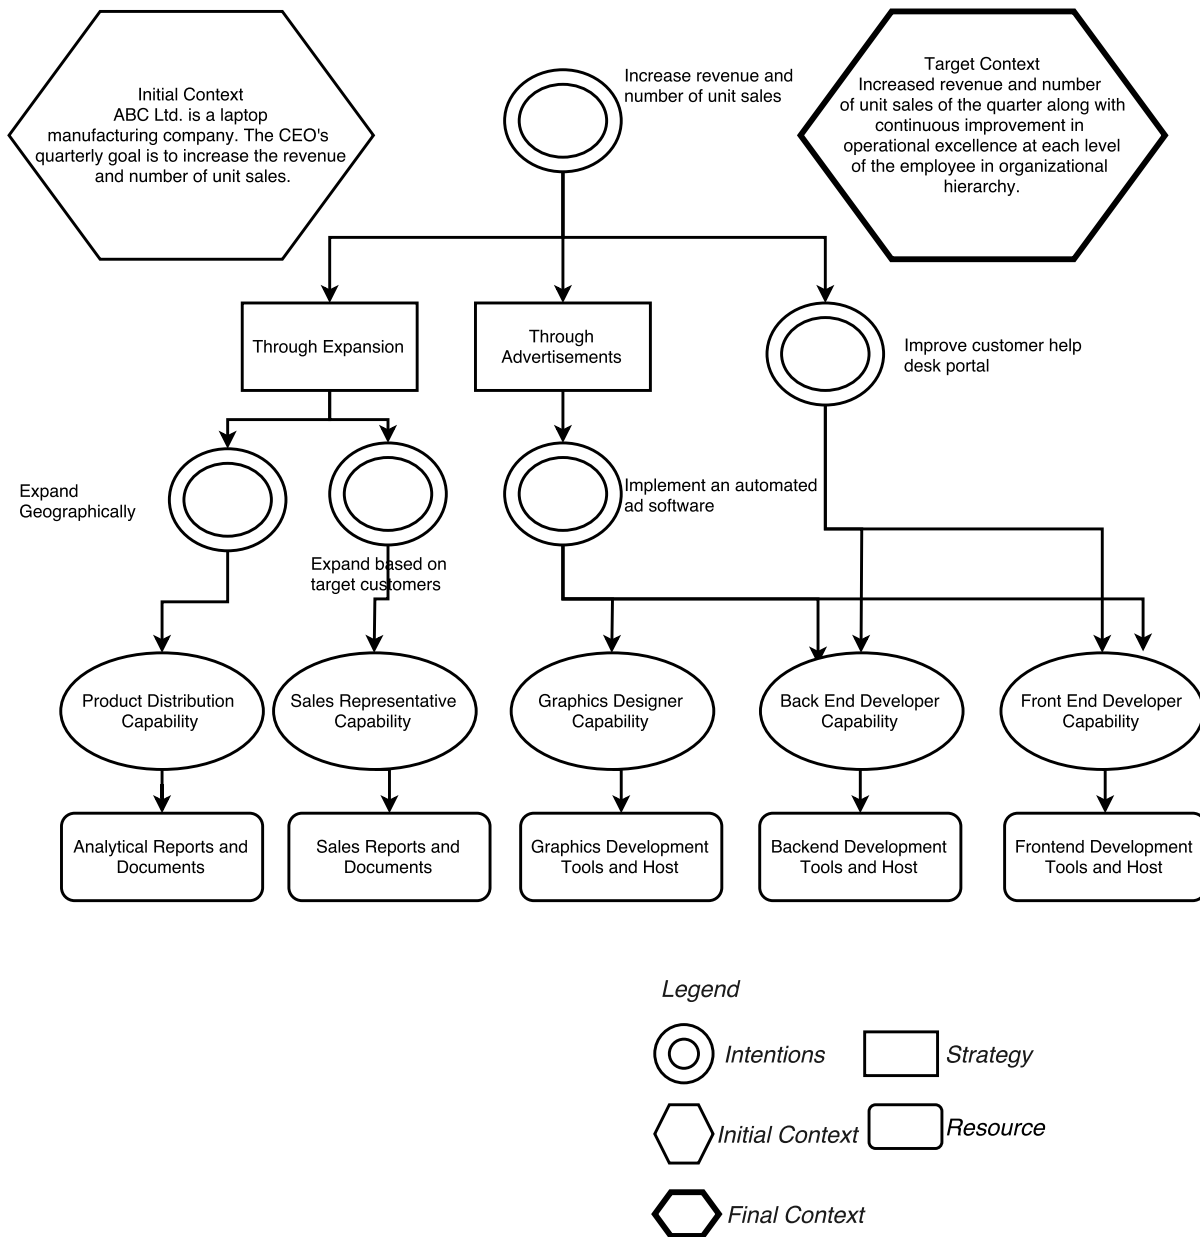 Initial Context
ABC Ltd. is a laptop
manufacturing company. The CEO's
quarterly goal is to increase the revenue
and number of unit sales.
Increase revenue and
number of unit sales
Target Context
Increased revenue and number
of unit sales of the quarter along with
continuous improvement in
operational excellence at each level
of the employee in organizational
hierarchy.
Through Expansion
Through
Advertisements
Improve customer help
desk portal
Expand
Geographically
Expand based on
target customers
Implement an automated
ad software
Product Distribution
Capability
Sales Representative
Capability
Graphics Designer
Capability
Back End Developer
Capability
Front End Developer
Capability
Analytical Reports and
Documents
Sales Reports and
Documents
Graphics Development
Tools and Host
Backend Development
Tools and Host
Frontend Development
Tools and Host
Legend
Intentions
Strategy
Initial Context
Resource
Final Context